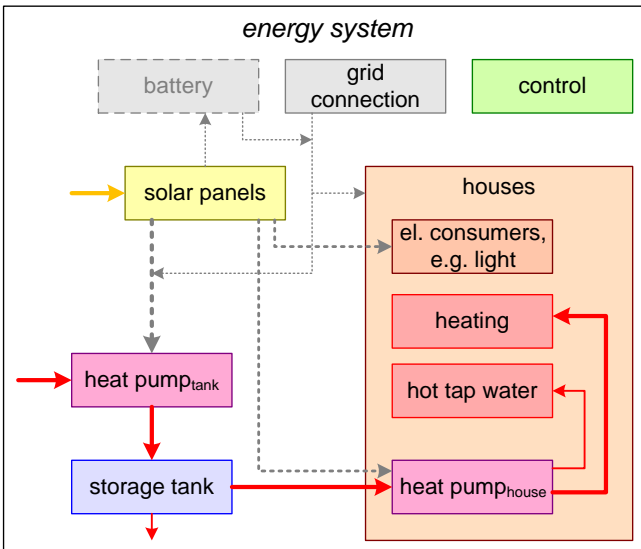 energy system
battery
grid
connection
control
solar panels
houses
el. consumers,
e.g. light
heating
heat pumptank
hot tap water
storage tank
heat pumphouse